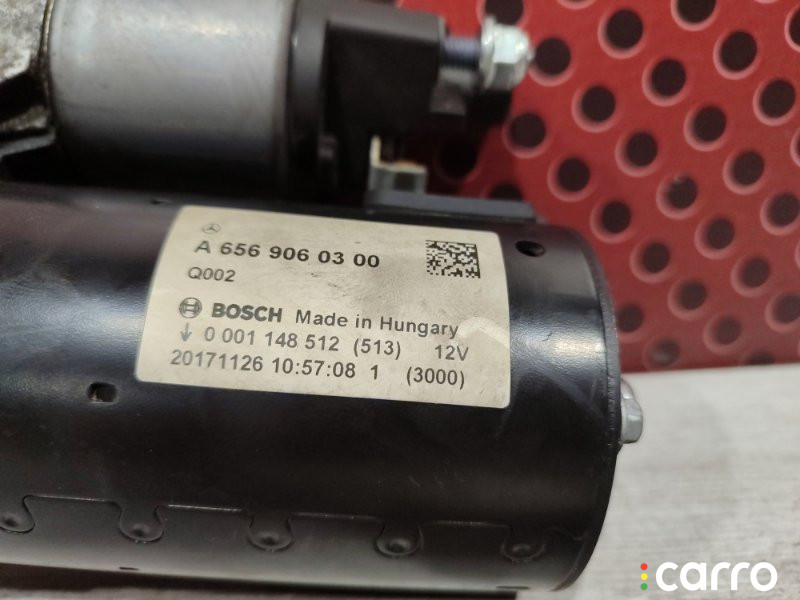 A 656 906 03 00
Q002
BOSCH Made in Hungary
0 001 148 512 (513) 12V
20171126 10:57:08 1 (3000)
carro